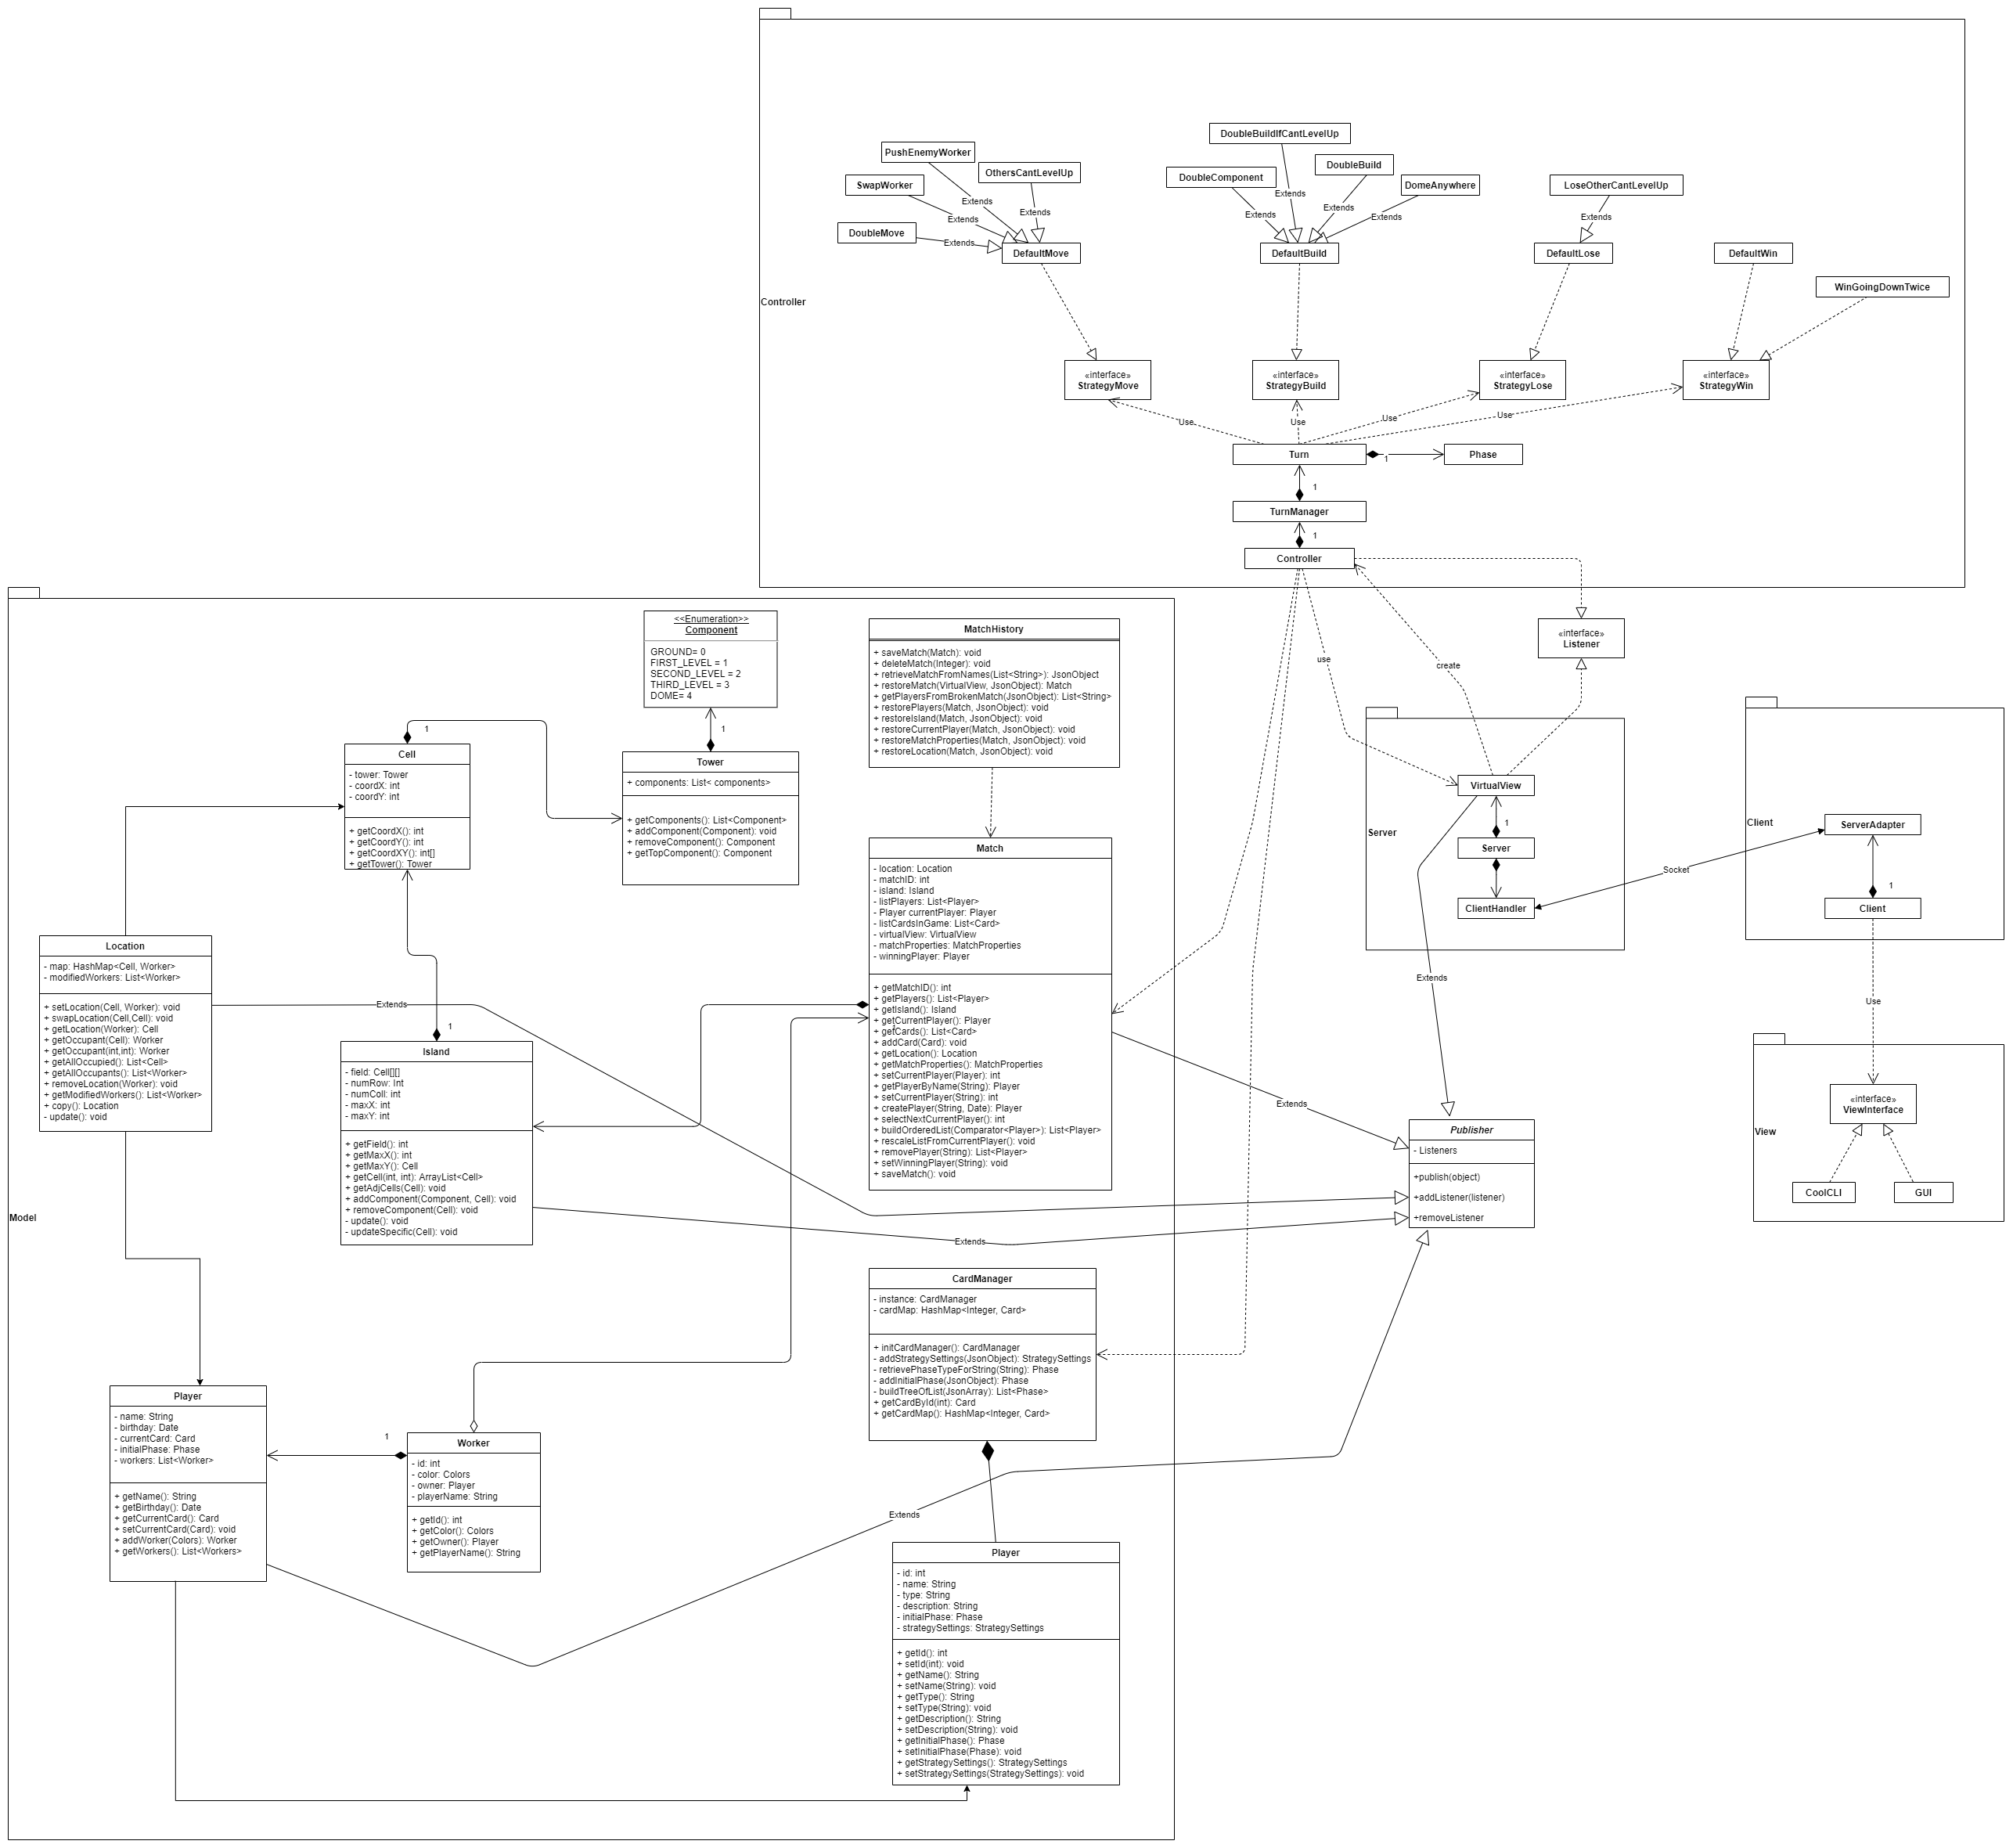 PushEnemyWorker
OthersCantLevelUp
SwapWorker
DoubleMove
Extends
Extends
Extends
Extends
DefaultMove
DoubleBuildIfCantLevelUp
DoubleBuild
DoubleComponent
DomeAnywhere
Extends
Extends
Extends
Extends
DefaultBuild
LoseOtherCantLevelUp
Extends
DefaultLose
DefaultWin
WinGoingDownTwice
Controller
«interface»
StrategyMove
«interface»
StrategyBuild
«interface»
StrategyLose
«interface»
StrategyWin
Use
Use
Use
Use
Turn
1
Phase
1
TurnManager
1
Controller
«interface»
Listener
use
create
<<Enumeration>>
Component
GROUND= 0
FIRST_LEVEL = 1
SECOND_LEVEL = 2
THIRD_LEVEL = 3
DOME= 4
MatchHistory
+ saveMatch(Match): void
+ deleteMatch(Integer): void
+ retrieveMatchFromNames(List<String>): JsonObject
+ restoreMatch(VirtualView, JsonObject): Match
+ getPlayersFromBrokenMatch(JsonObject): List<String>
+ restorePlayers(Match, JsonObject): void
+ restoreIsland(Match, JsonObject): void
+ restoreCurrentPlayer(Match, JsonObject): void
+ restoreMatchProperties(Match, JsonObject): void
+ restoreLocation(Match, JsonObject): void
1
1
Cell
- tower: Tower
- coordX: int
- coordY: int
+ getCoordX(): int
+ getCoordY(): int
+ getCoordXY(): int[]
+ getTower(): Tower
Tower
+ components: List< components>
+ getComponents(): List<Component>
+ addComponent(Component): void
+ removeComponent(): Component
+ getTopComponent(): Component
Match
- location: Location
- matchID: int
- island: Island
- listPlayers: List<Player>
- Player currentPlayer: Player
- listCardsInGame: List<Card>
- virtualView: VirtualView
- matchProperties: MatchProperties
- winningPlayer: Player
+ getMatchID(): int
+ getPlayers(): List<Player>
+ getIsland(): Island
+ getCurrentPlayer(): Player
+ getCards(): List<Card>
+ addCard(Card): void
+ getLocation(): Location
+ getMatchProperties(): MatchProperties
+ setCurrentPlayer(Player): int
+ getPlayerByName(String): Player
+ setCurrentPlayer(String): int
+ createPlayer(String, Date): Player
+ selectNextCurrentPlayer(): int
+ buildOrderedList(Comparator<Player>): List<Player>
+ rescaleListFromCurrentPlayer(): void
+ removePlayer(String): List<Player>
+ setWinningPlayer(String): void
+ saveMatch(): void
Server
VirtualView
1
Server
ClientHandler
Socket
Client
ServerAdapter
1
Client
Use
View
«interface»
ViewInterface
CoolCLI
GUI
Location
- map: HashMap<Cell, Worker>
- modifiedWorkers: List<Worker>
+ setLocation(Cell, Worker): void
+ swapLocation(Cell,Cell): void
+ getLocation(Worker): Cell
+ getOccupant(Cell): Worker
+ getOccupant(int,int): Worker
+ getAllOccupied(): List<Cell>
+ getAllOccupants(): List<Worker>
+ removeLocation(Worker): void
+ getModifiedWorkers(): List<Worker>
+ copy(): Location
- update(): void
Extends
1
Island
- field: Cell[][]
- numRow: Int
- numColl: int
- maxX: int
- maxY: int
+ getField(): int
+ getMaxX(): int
+ getMaxY(): Cell
+ getCell(int, int): ArrayList<Cell>
+ getAdjCells(Cell): void
+ addComponent(Component, Cell): void
+ removeComponent(Cell): void
- update(): void
- updateSpecific(Cell): void
Extends
Extends
Extends
Publisher
- Listeners
+publish(object)
+addListener(listener)
+removeListener
Model
CardManager
- instance: CardManager
- cardMap: HashMap<Integer, Card>
+ initCardManager(): CardManager
- addStrategySettings(JsonObject): StrategySettings
- retrievePhaseTypeForString(String): Phase
- addInitialPhase(JsonObject): Phase
- buildTreeOfList(JsonArray): List<Phase>
+ getCardById(int): Card
+ getCardMap(): HashMap<Integer, Card>
Player
- name: String
- birthday: Date
- currentCard: Card
- initialPhase: Phase
- workers: List<Worker>
+ getName(): String
+ getBirthday(): Date
+ getCurrentCard(): Card
+ setCurrentCard(Card): void
+ addWorker(Colors): Worker
+ getWorkers(): List<Workers>
1
Worker
- id: int
- color: Colors
- owner: Player
- playerName: String
+ getId(): int
+ getColor(): Colors
+ getOwner(): Player
+ getPlayerName(): String
Extends
Player
- id: int
- name: String
- type: String
- description: String
- initialPhase: Phase
- strategySettings: StrategySettings
+ getId(): int
+ setId(int): void
+ getName(): String
+ setName(String): void
+ getType(): String
+ setType(String): void
+ getDescription(): String
+ setDescription(String): void
+ getInitialPhase(): Phase
+ setInitialPhase(Phase): void
+ getStrategySettings(): StrategySettings
+ setStrategySettings(StrategySettings): void